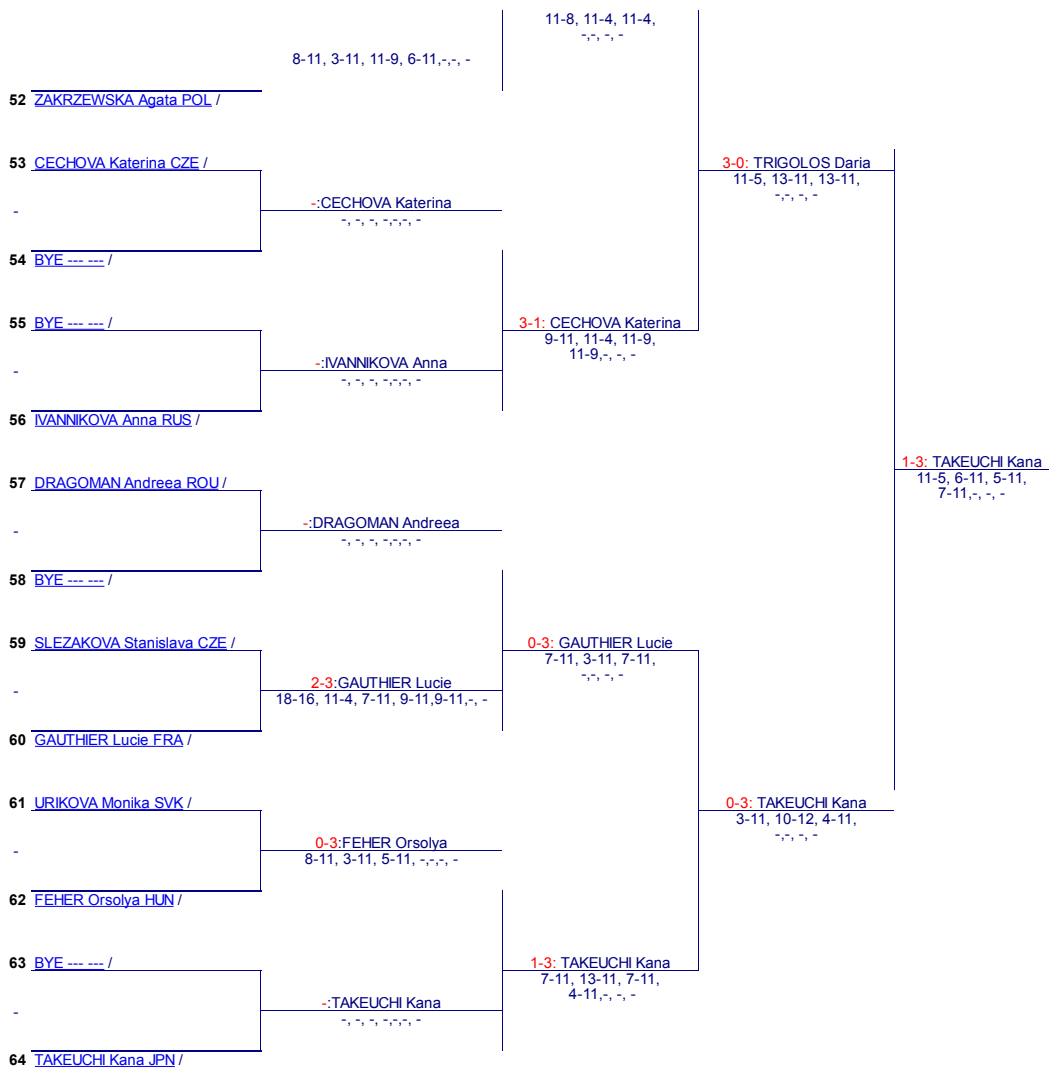 11-8, 11-4, 11-4,
-,-, -, -
8-11, 3-11, 11-9, 6-11,-,-, -
52 ZAKRZEWSKA Agata POL /
53 CECHOVA Katerina CZE /
3-0: TRIGOLOS Daria
11-5, 13-11, 13-11,
-,-, -, -
-:CECHOVA Katerina
-
-, -, -, -,-,-, -
54 BYE --- --- /
55 BYE --- --- /
3-1: CECHOVA Katerina
9-11, 11-4, 11-9,
11-9,-, -, -
-:IVANNIKOVA Anna
-
-, -, -, -,-,-, -
56 IVANNIKOVA Anna RUS /
1-3: TAKEUCHI Kana
11-5, 6-11, 5-11,
7-11,-, -, -
57 DRAGOMAN Andreea ROU /
-:DRAGOMAN Andreea
-
-, -, -, -,-,-, -
58 BYE --- --- /
59 SLEZAKOVA Stanislava CZE /
0-3: GAUTHIER Lucie
7-11, 3-11, 7-11,
-,-, -, -
2-3:GAUTHIER Lucie
-
18-16, 11-4, 7-11, 9-11,9-11,-, -
60 GAUTHIER Lucie FRA /
61 URIKOVA Monika SVK /
0-3: TAKEUCHI Kana
3-11, 10-12, 4-11,
-,-, -, -
0-3:FEHER Orsolya
-
8-11, 3-11, 5-11, -,-,-, -
62 FEHER Orsolya HUN /
63 BYE --- --- /
1-3: TAKEUCHI Kana
7-11, 13-11, 7-11,
4-11,-, -, -
-:TAKEUCHI Kana
-
-, -, -, -,-,-, -
64 TAKEUCHI Kana JPN /